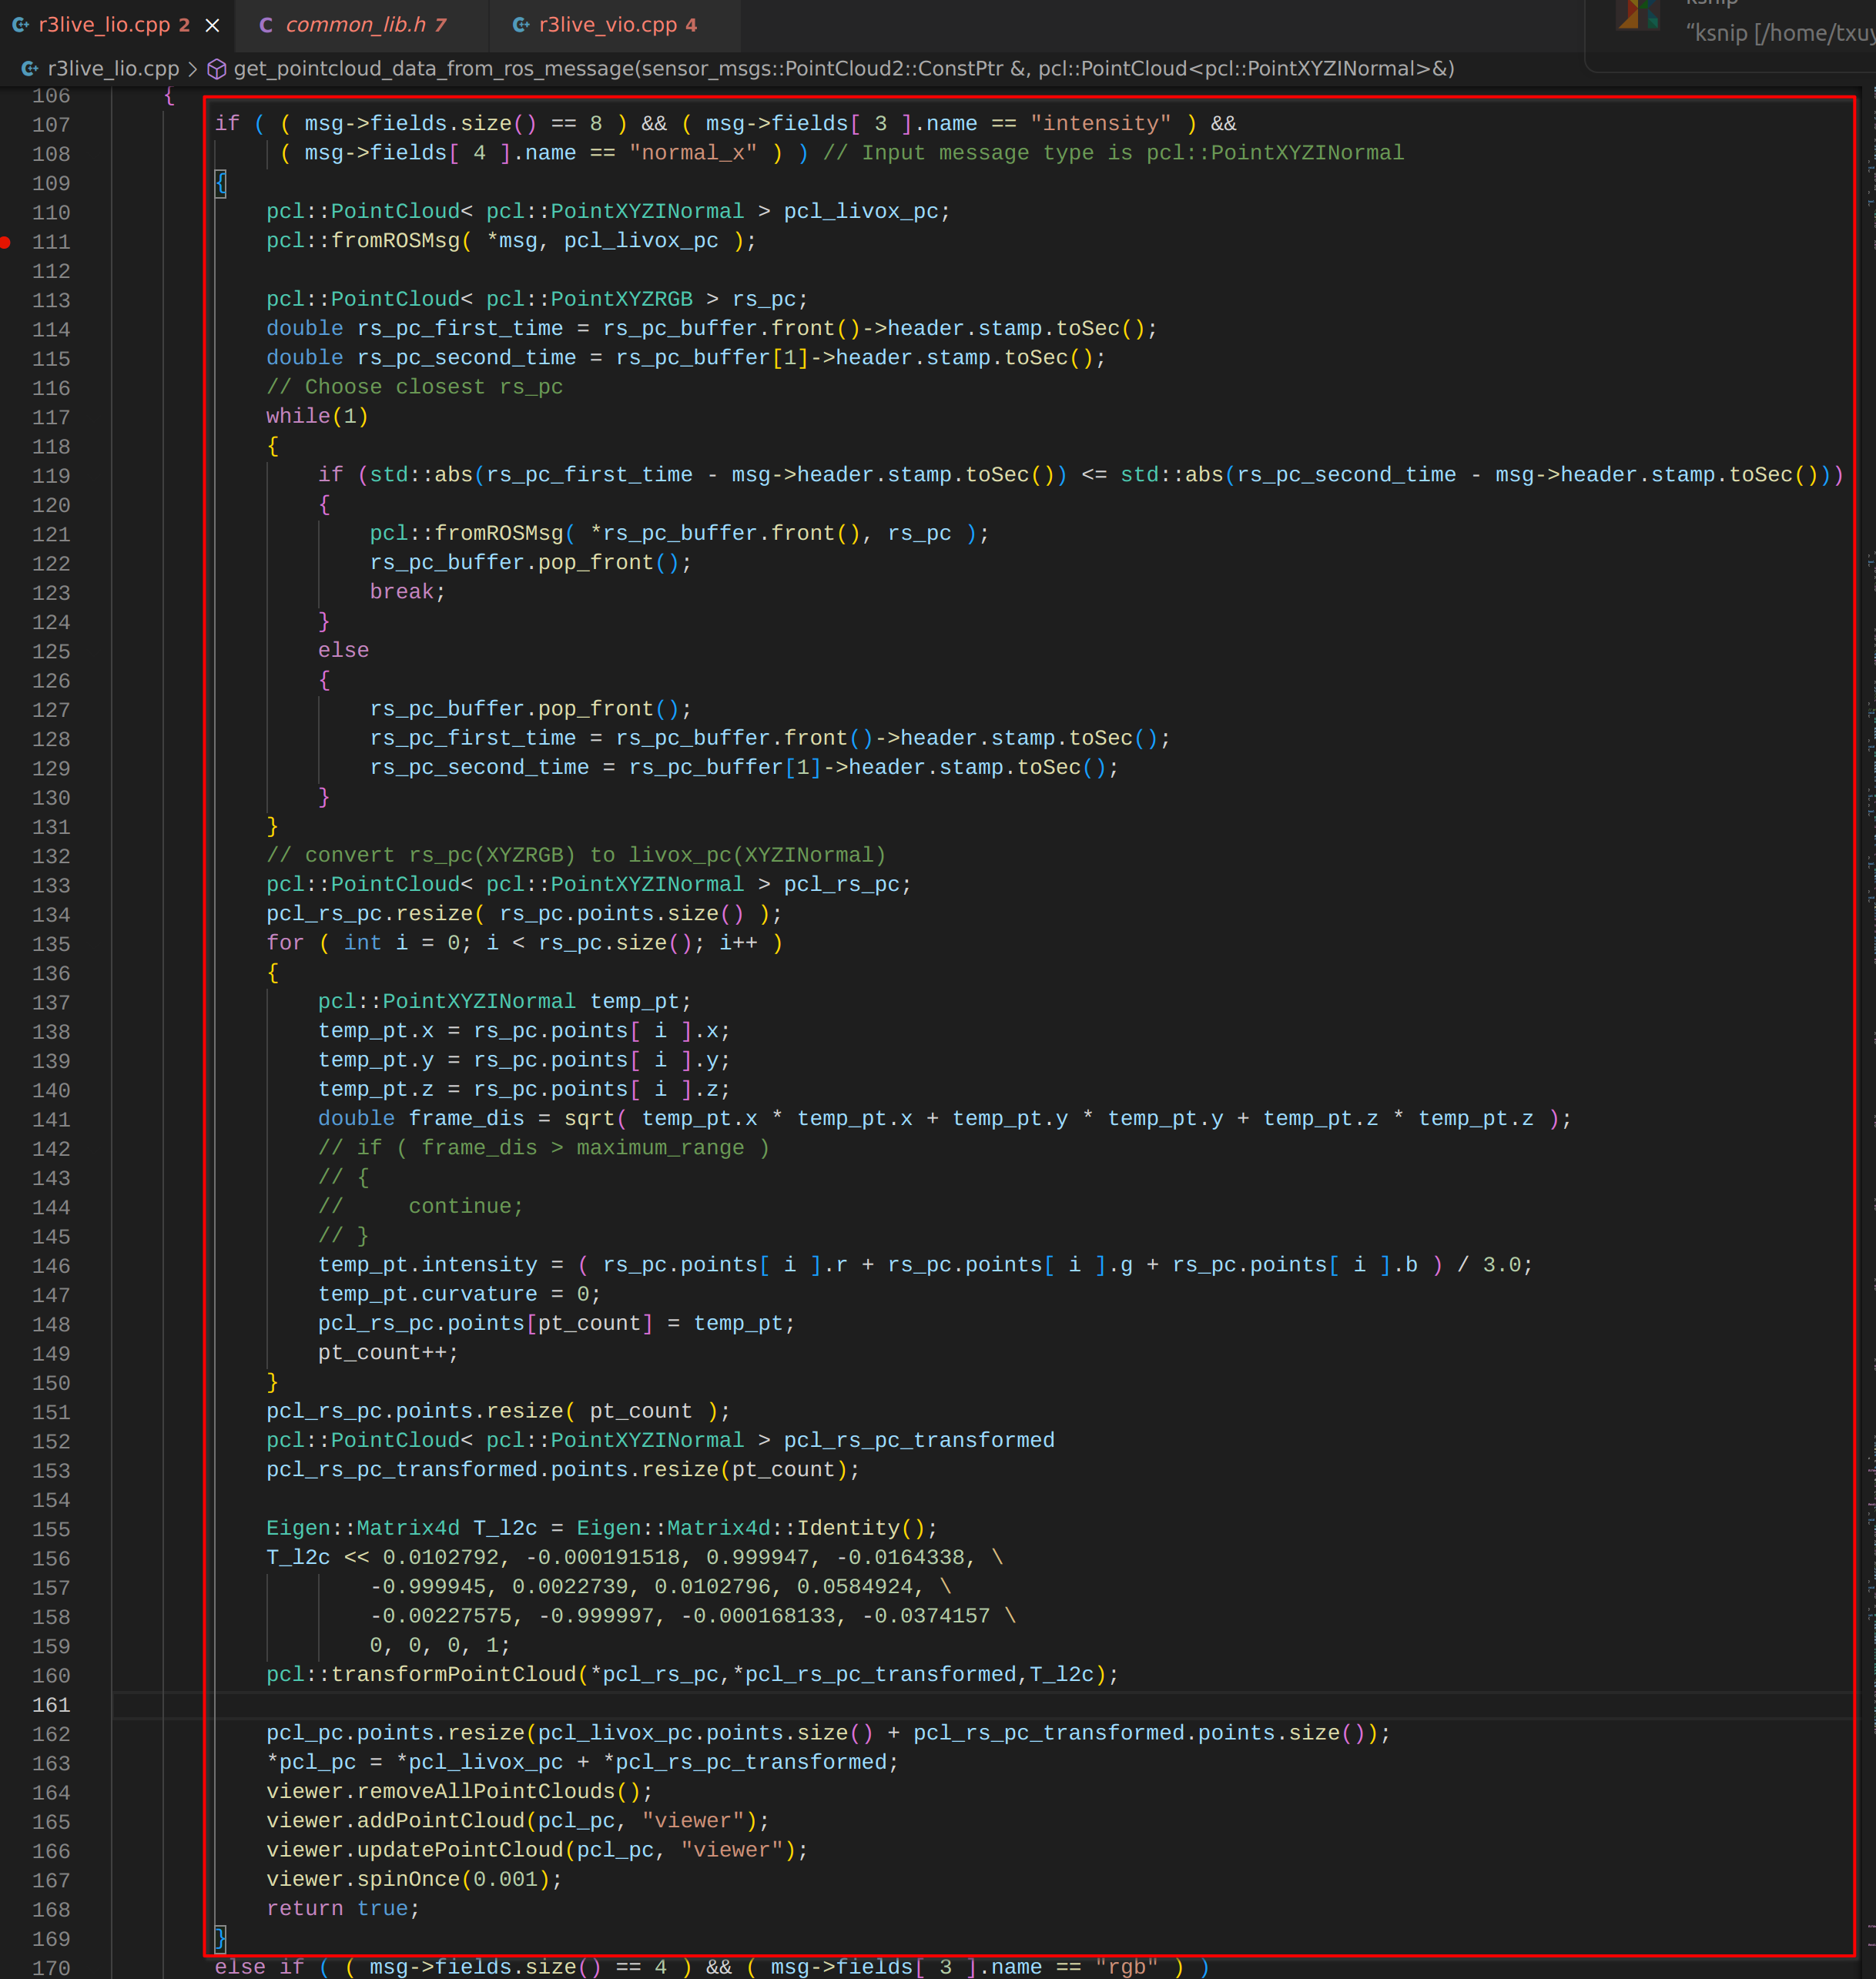 r3live_lio.cpp 2 × common_lib.h 7 r3live_vio.cpp 4
“ksnip [/home/txuy
r3live_lio.cpp > get_pointcloud_data_from_ros_message(sensor_msgs::PointCloud2::ConstPtr &, pcl::PointCloud<pcl::PointXYZINormal>&)
106 {
107 if ( ( msg->fields.size() == 8 ) && ( msg->fields[ 3 ].name == "intensity" ) &&
108 ( msg->fields[ 4 ].name == "normal_x" ) ) // Input message type is pcl::PointXYZINormal
109 {
110 pcl::PointCloud< pcl::PointXYZINormal > pcl_livox_pc;
111 pcl::fromROSMsg( *msg, pcl_livox_pc );
112
113 pcl::PointCloud< pcl::PointXYZRGB > rs_pc;
114 double rs_pc_first_time = rs_pc_buffer.front()->header.stamp.toSec();
115 double rs_pc_second_time = rs_pc_buffer[1]->header.stamp.toSec();
116 // Choose closest rs_pc
117 while(1)
118 {
119 if (std::abs(rs_pc_first_time - msg->header.stamp.toSec()) <= std::abs(rs_pc_second_time - msg->header.stamp.toSec()))
120 {
121 pcl::fromROSMsg( *rs_pc_buffer.front(), rs_pc );
122 rs_pc_buffer.pop_front();
123 break;
124 }
125 else
126 {
127 rs_pc_buffer.pop_front();
128 rs_pc_first_time = rs_pc_buffer.front()->header.stamp.toSec();
129 rs_pc_second_time = rs_pc_buffer[1]->header.stamp.toSec();
130 }
131 }
132 // convert rs_pc(XYZRGB) to livox_pc(XYZINormal)
133 pcl::PointCloud< pcl::PointXYZINormal > pcl_rs_pc;
134 pcl_rs_pc.resize( rs_pc.points.size() );
135 for ( int i = 0; i < rs_pc.size(); i++ )
136 {
137 pcl::PointXYZINormal temp_pt;
138 temp_pt.x = rs_pc.points[ i ].x;
139 temp_pt.y = rs_pc.points[ i ].y;
140 temp_pt.z = rs_pc.points[ i ].z;
141 double frame_dis = sqrt( temp_pt.x * temp_pt.x + temp_pt.y * temp_pt.y + temp_pt.z * temp_pt.z );
142 // if ( frame_dis > maximum_range )
143 // {
144 // continue;
145 // }
146 temp_pt.intensity = ( rs_pc.points[ i ].r + rs_pc.points[ i ].g + rs_pc.points[ i ].b ) / 3.0;
147 temp_pt.curvature = 0;
148 pcl_rs_pc.points[pt_count] = temp_pt;
149 pt_count++;
150 }
151 pcl_rs_pc.points.resize( pt_count );
152 pcl::PointCloud< pcl::PointXYZINormal > pcl_rs_pc_transformed
153 pcl_rs_pc_transformed.points.resize(pt_count);
154
155 Eigen::Matrix4d T_l2c = Eigen::Matrix4d::Identity();
156 T_l2c << 0.0102792, -0.000191518, 0.999947, -0.0164338, \
157 -0.999945, 0.0022739, 0.0102796, 0.0584924, \
158 -0.00227575, -0.999997, -0.000168133, -0.0374157 \
159 0, 0, 0, 1;
160 pcl::transformPointCloud(*pcl_rs_pc,*pcl_rs_pc_transformed,T_l2c);
161
162 pcl_pc.points.resize(pcl_livox_pc.points.size() + pcl_rs_pc_transformed.points.size());
163 *pcl_pc = *pcl_livox_pc + *pcl_rs_pc_transformed;
164 viewer.removeAllPointClouds();
165 viewer.addPointCloud(pcl_pc, "viewer");
166 viewer.updatePointCloud(pcl_pc, "viewer");
167 viewer.spinOnce(0.001);
168 return true;
169 }
170 else if ( ( msg->fields.size() == 4 ) && ( msg->fields[ 3 ].name == "rgb" ) )